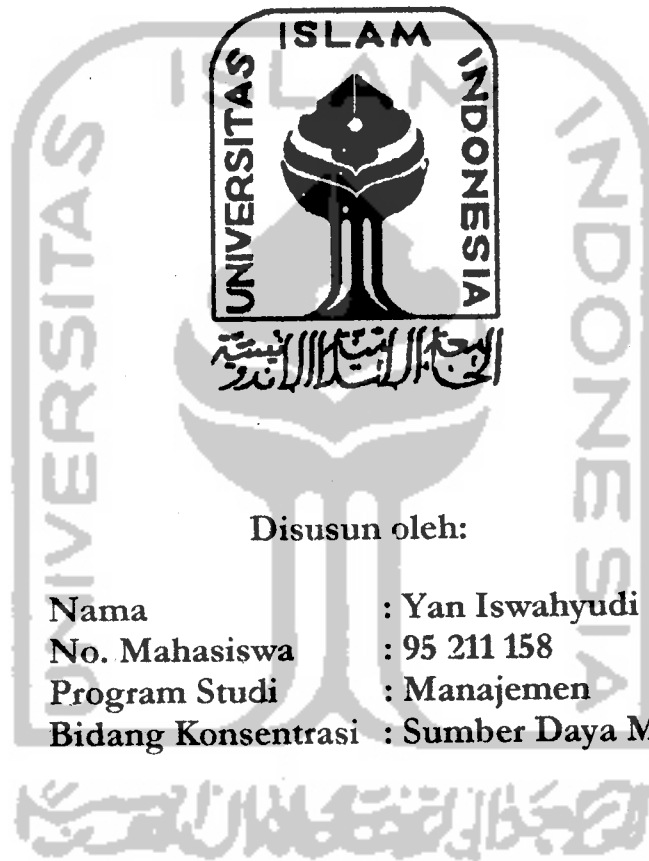 ISLAM
UNIVERSITAS
INDONESIA
Disusun oleh:
Nama : Yan Iswahyudi
No. Mahasiswa : 95 211 158
Program Studi : Manajemen
Bidang Konsentrasi : Sumber Daya M